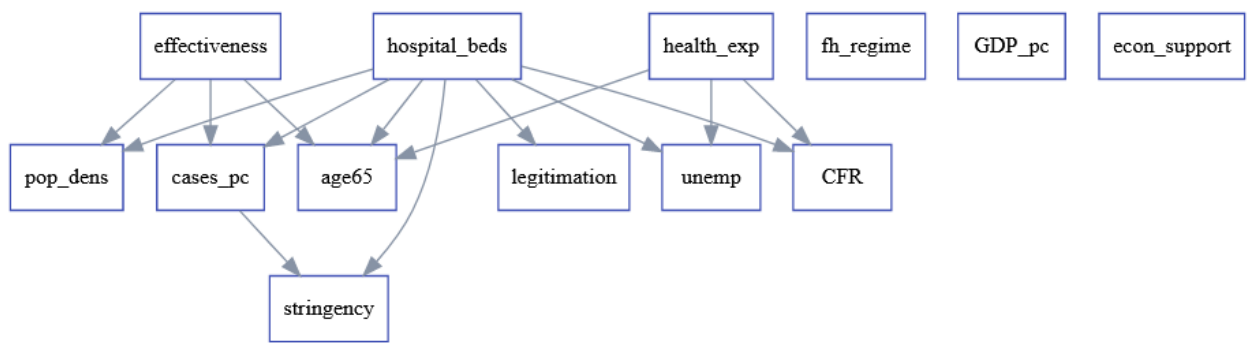 effectiveness
hospital_beds
health_exp
fh_regime
GDP_pc
econ_support
pop_dens
cases_pc
age65
legitimation
unemp
CFR
stringency